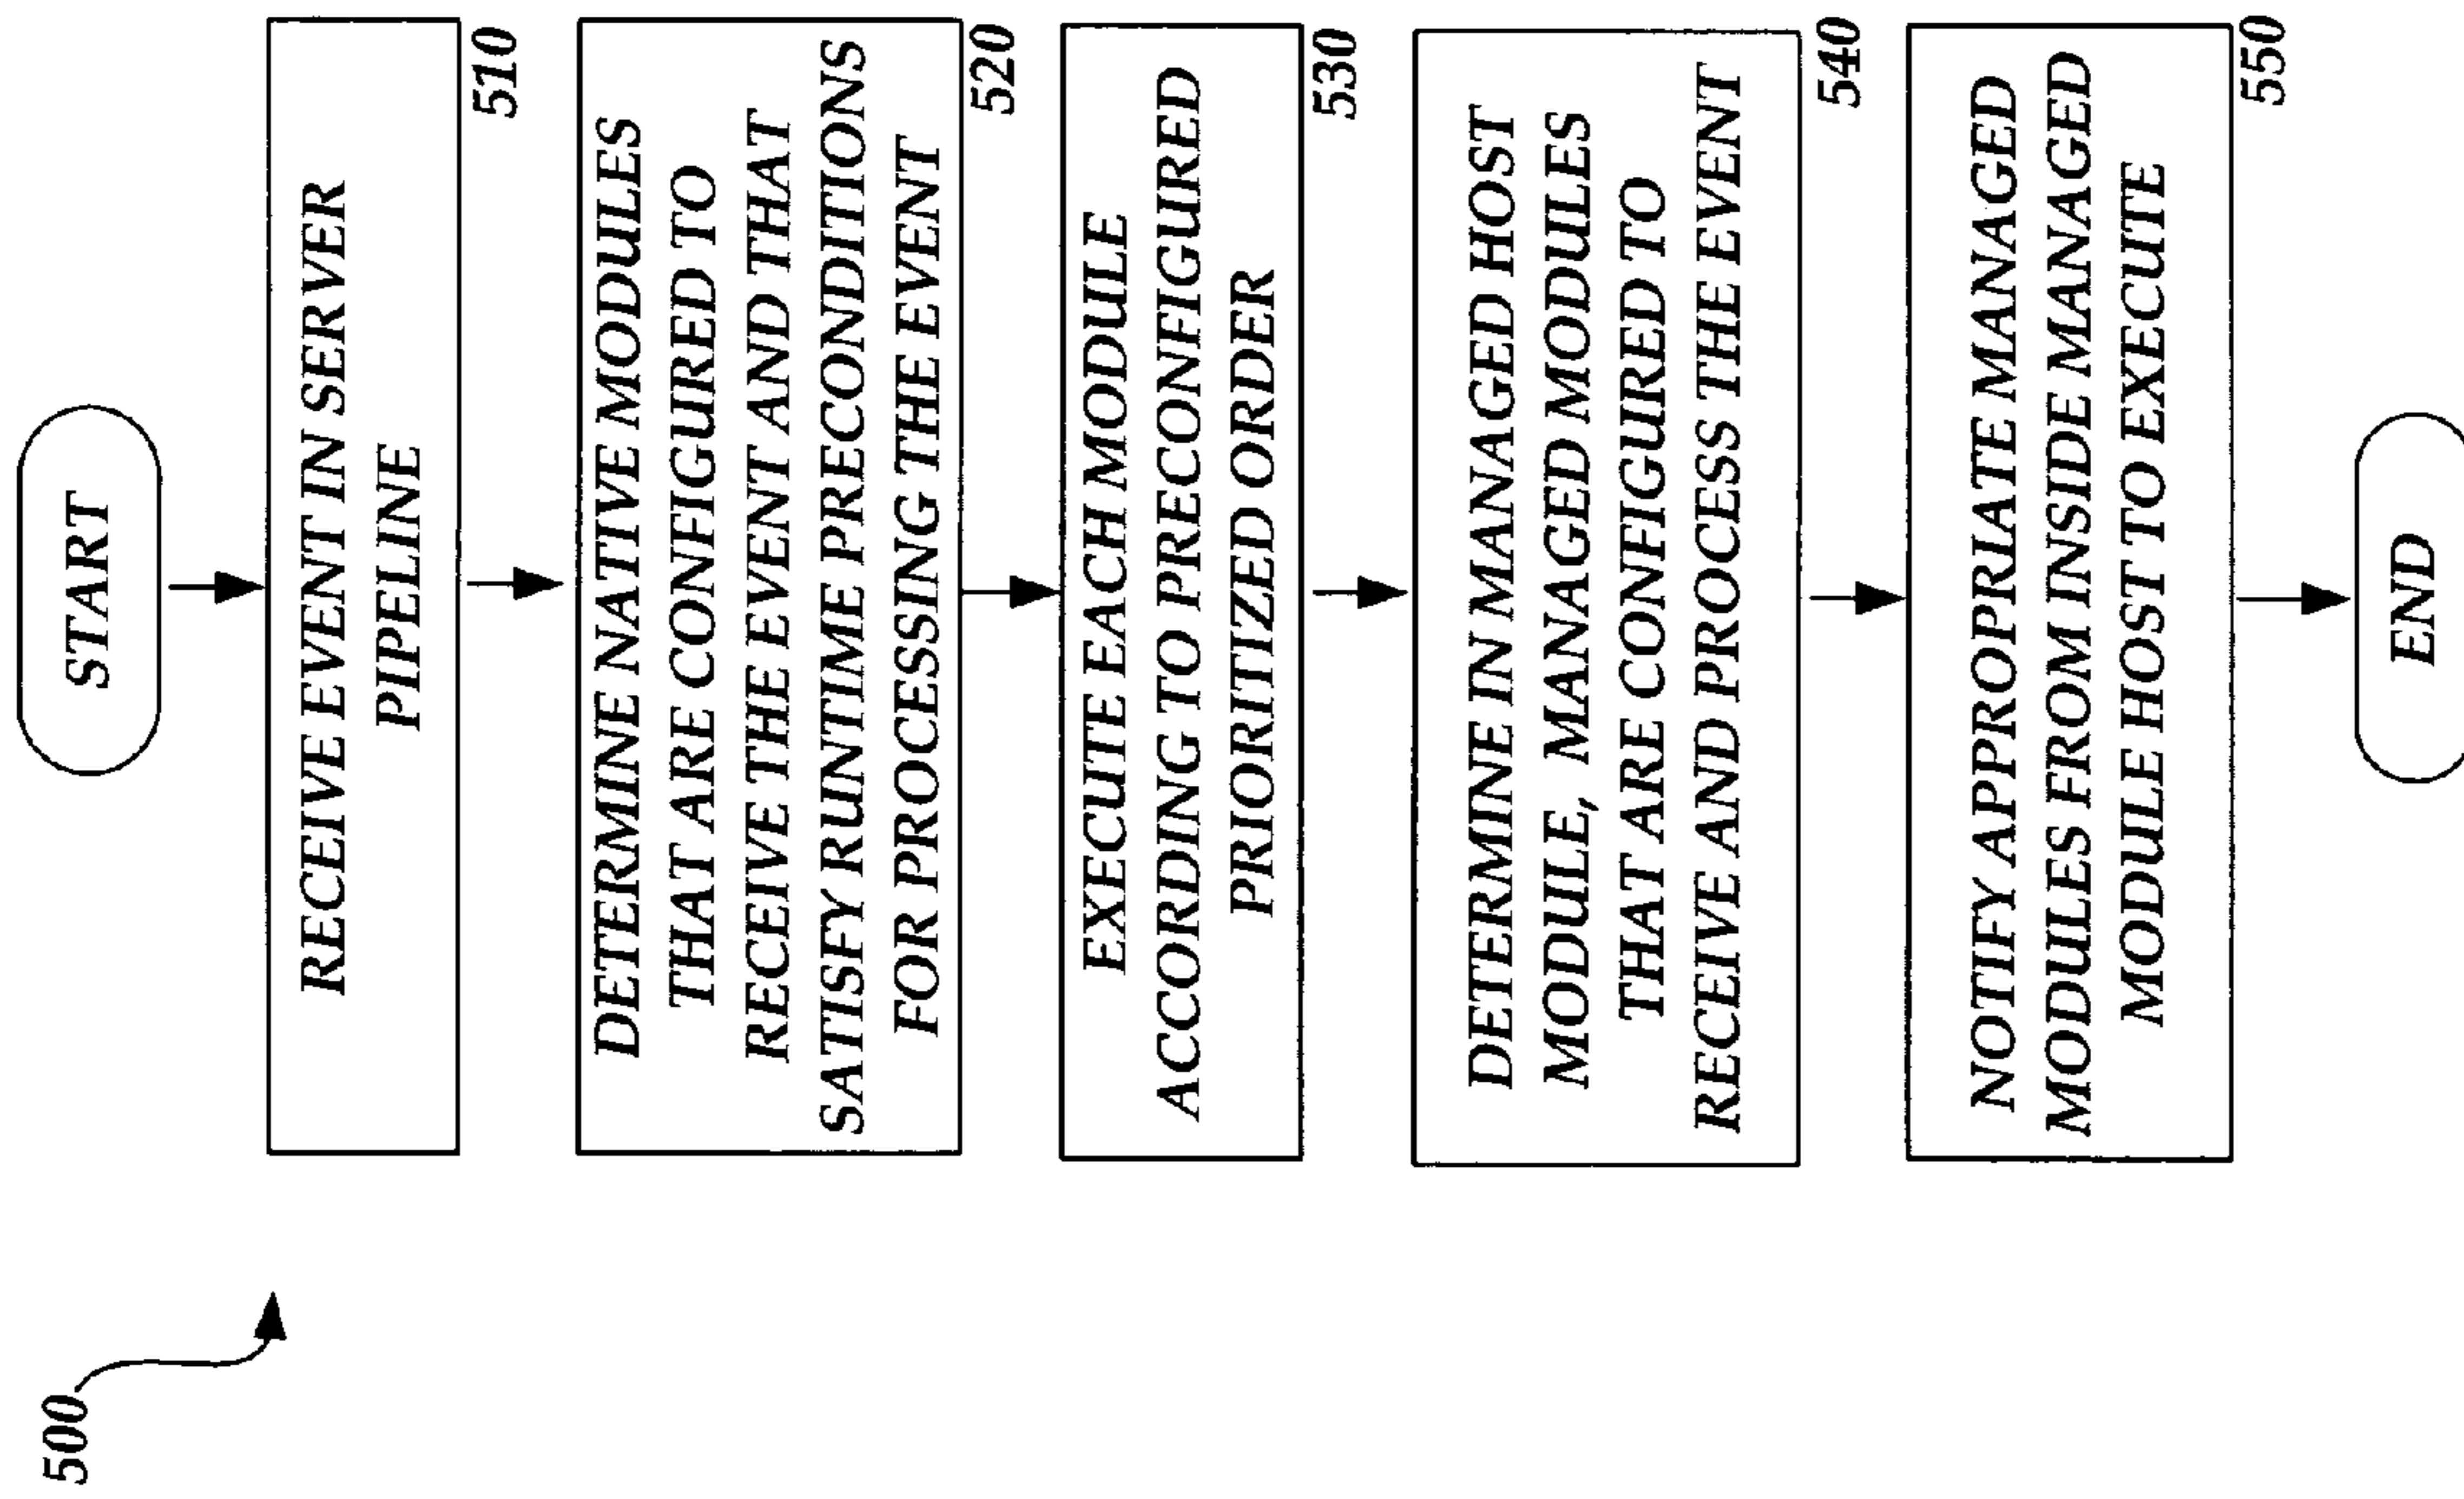 500
START
RECEIVE EVENT IN SERVER
PIPELINE
510
DETERMINE NATIVE MODULES
THAT ARE CONFIGURED TO
RECEIVE THE EVENT AND THAT
SATISFY RUNTIME PRECONDITIONS
FOR PROCESSING THE EVENT
520
EXECUTE EACH MODULE
ACCORDING TO PRECONFIGURED
PRIORITIZED ORDER
530
DETERMINE IN MANAGED HOST
MODULE, MANAGED MODULES
THAT ARE CONFIGURED TO
RECEIVE AND PROCESS THE EVENT
540
NOTIFY APPROPRIATE MANAGED
MODULES FROM INSIDE MANAGED
MODULE HOST TO EXECUTE
550
END